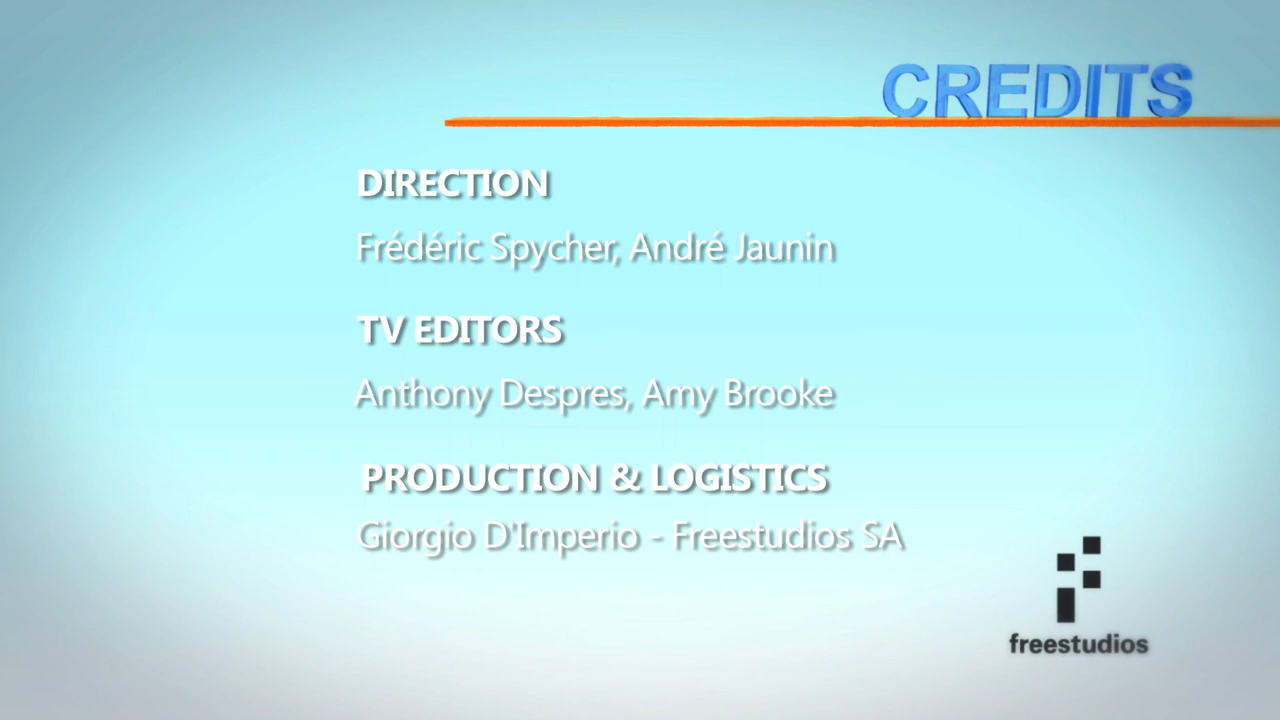 CREDITS
DIRECTION
Frédéric Spycher, André Jaunin
TV EDITORS
Anthony Despres, Amy Brooke
PRODUCTION & LOGISTICS
Giorgio D'Imperio - Freestudios SA
freestudios